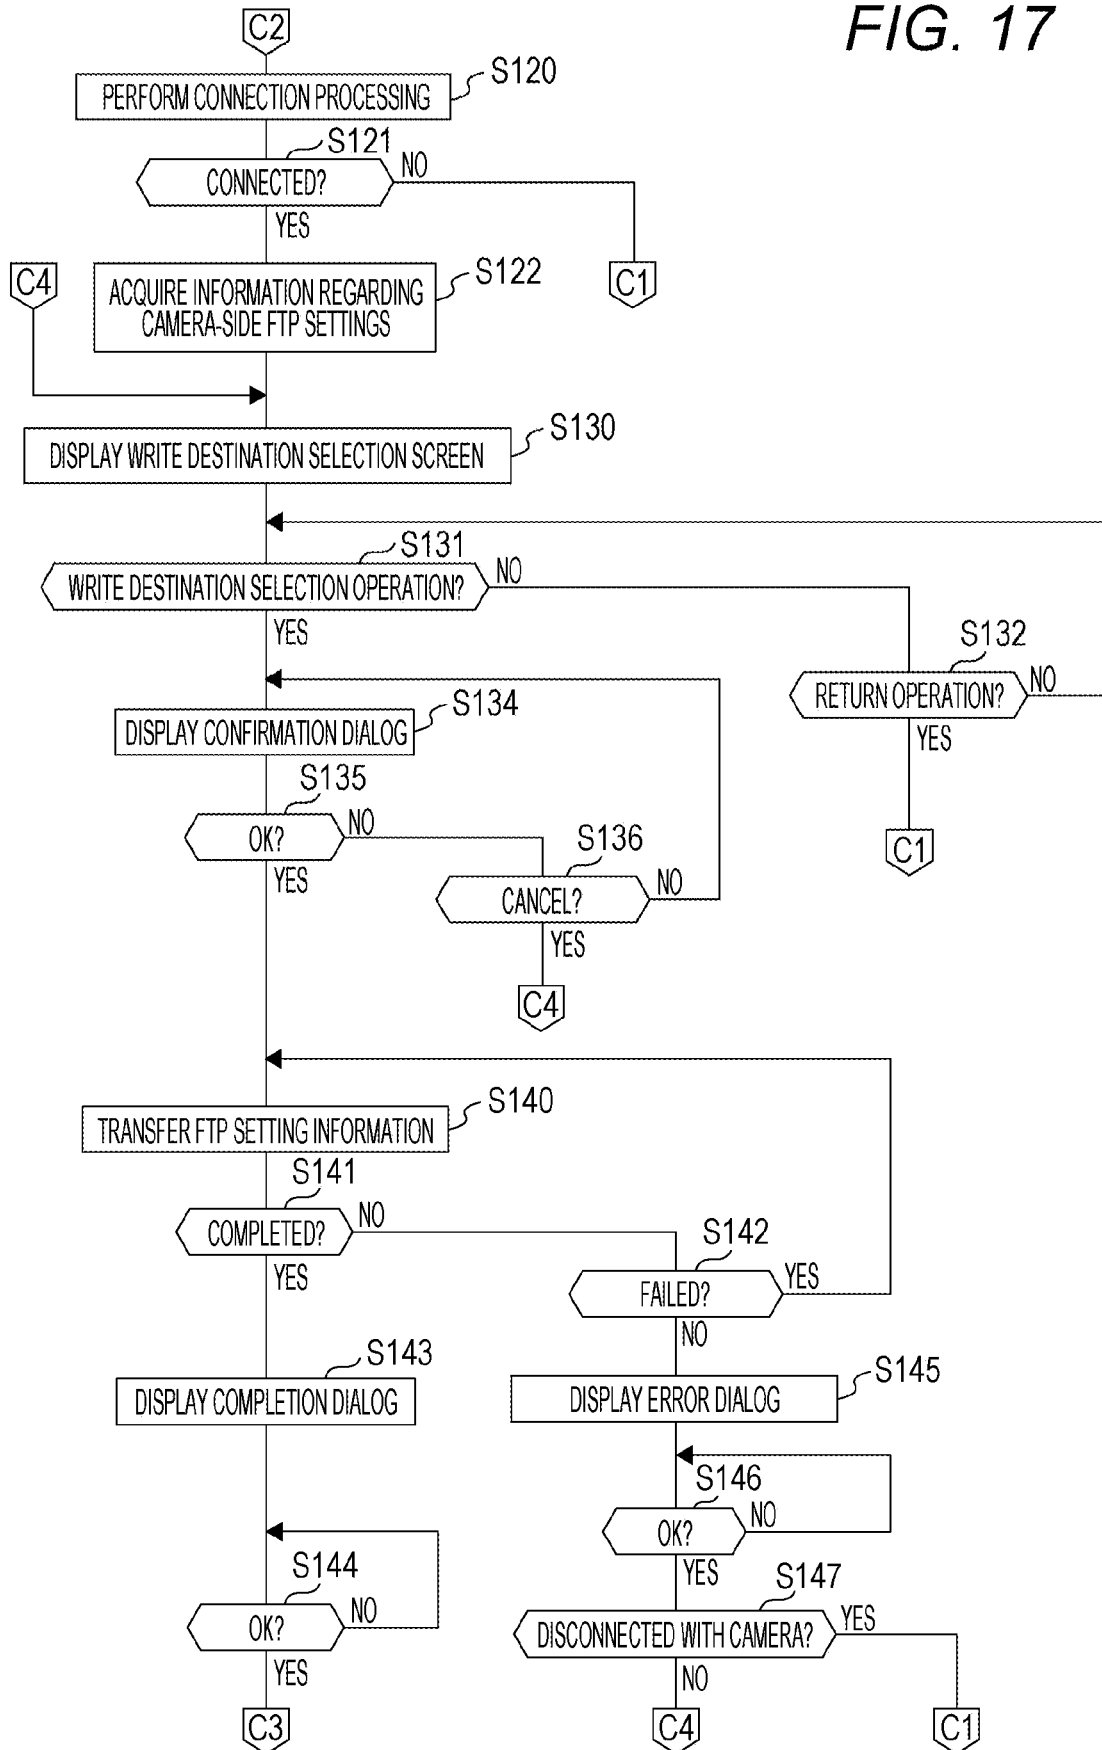 FIG. 17
C2
S120
PERFORM CONNECTION PROCESSING
S121
CONNECTED?
NO
YES
C4
S122
ACQUIRE INFORMATION REGARDING
CAMERA-SIDE FTP SETTINGS
C1
S130
DISPLAY WRITE DESTINATION SELECTION SCREEN
S131
WRITE DESTINATION SELECTION OPERATION?
NO
YES
S132
RETURN OPERATION?
NO
YES
C1
S134
DISPLAY CONFIRMATION DIALOG
S135
OK?
NO
YES
S136
CANCEL?
NO
YES
C4
S140
TRANSFER FTP SETTING INFORMATION
S141
COMPLETED?
NO
YES
S142
FAILED?
YES
NO
S143
DISPLAY COMPLETION DIALOG
S145
DISPLAY ERROR DIALOG
S146
OK?
NO
YES
S144
OK?
NO
YES
S147
DISCONNECTED WITH CAMERA?
YES
NO
C3
C4
C1